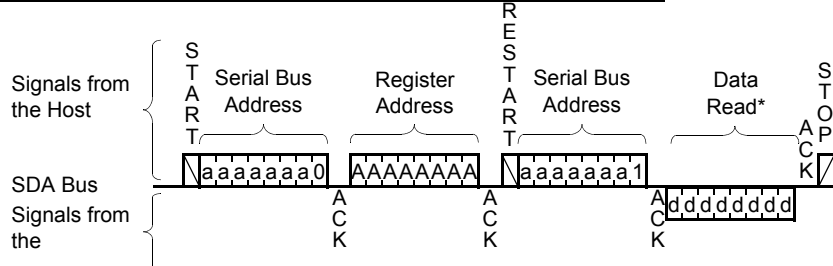 RESTART
START
Signals from
the Host
Serial Bus
Address
Register
Address
Serial Bus
Address
Data
Read*
ACK
STOP
aaaaaaa0
AAAAAAAA
aaaaaaa1
SDA Bus
ACK
ACK
ACK
dddddddd
Signals from
the